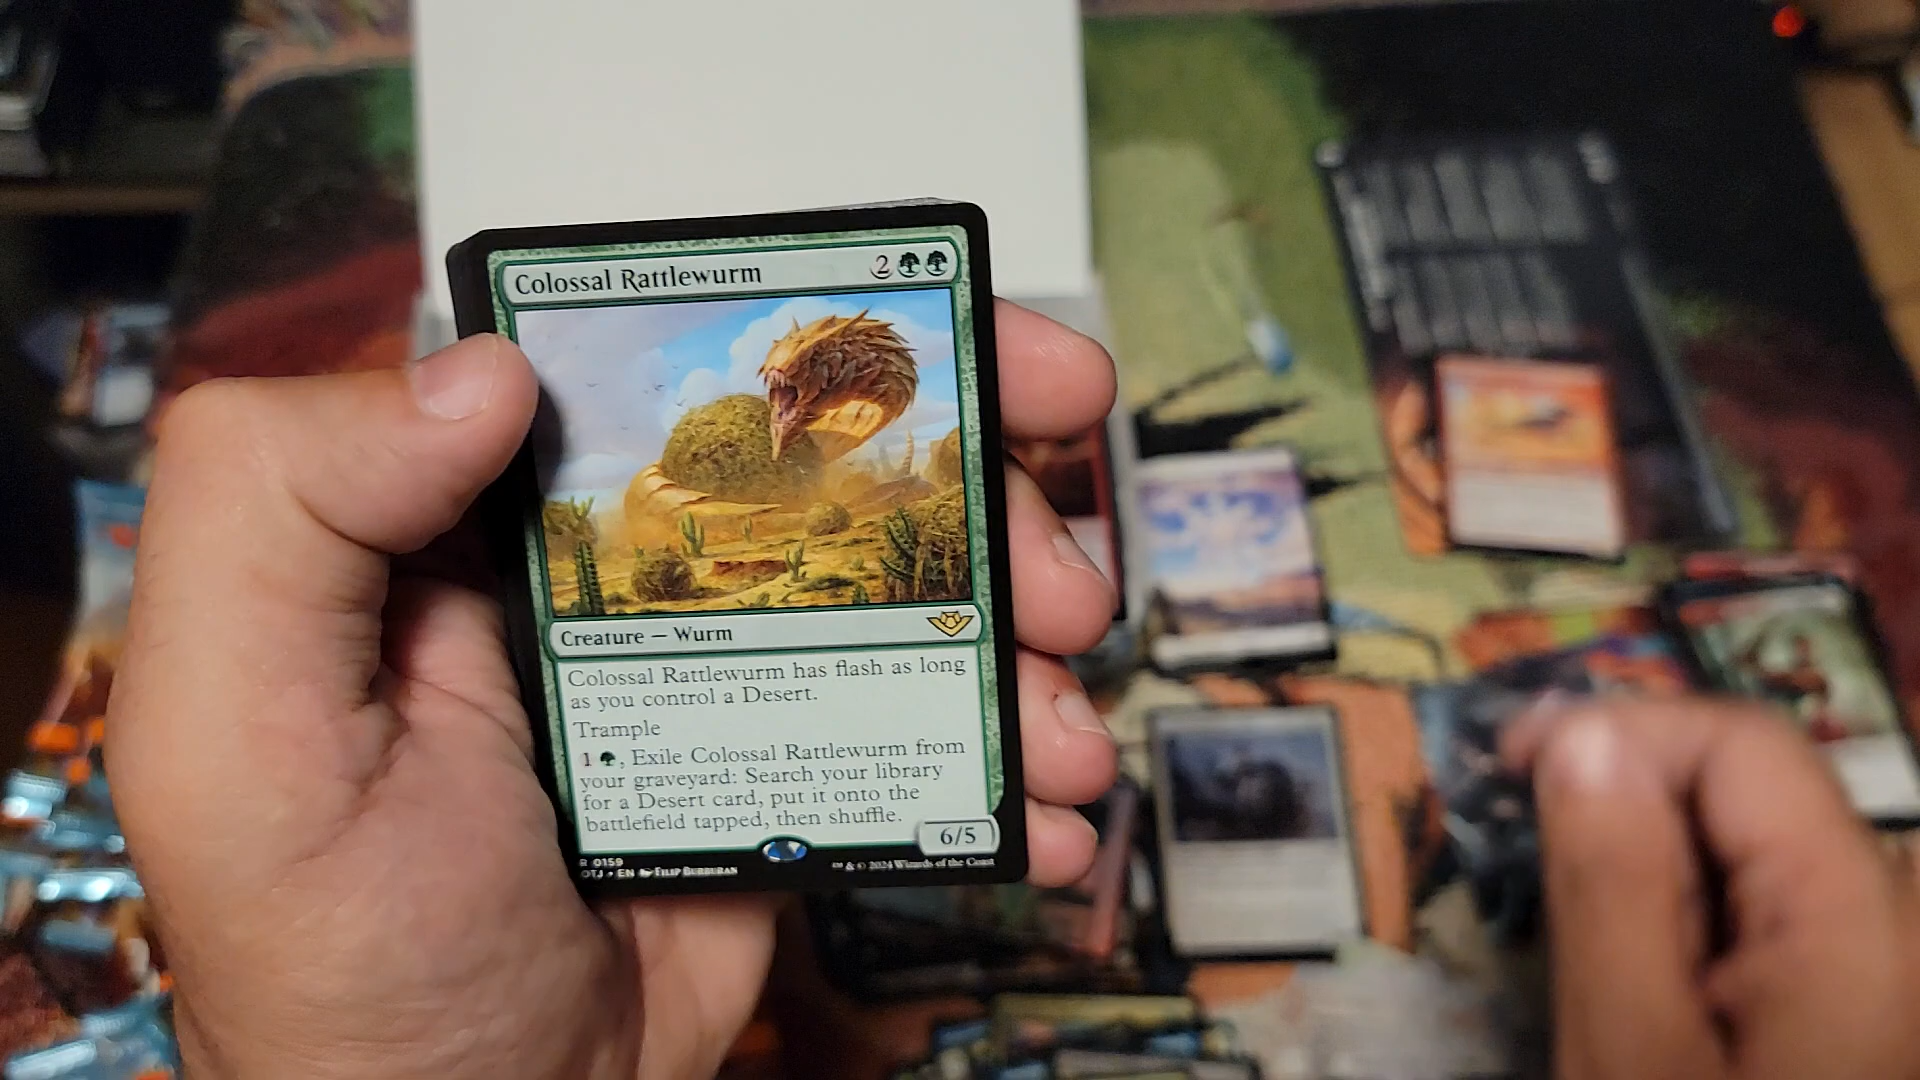 Colossal Rattlewurm 2
Creature — Wurm
Colossal Rattlewurm has flash as long
as you control a Desert.
Trample
1 , Exile Colossal Rattlewurm from
your graveyard: Search your library
for a Desert card, put it onto the
battlefield tapped, then shuffle.
6/5
R 0159
OTJ • EN Filip Burburan
™ & © 2024 Wizards of the Coast